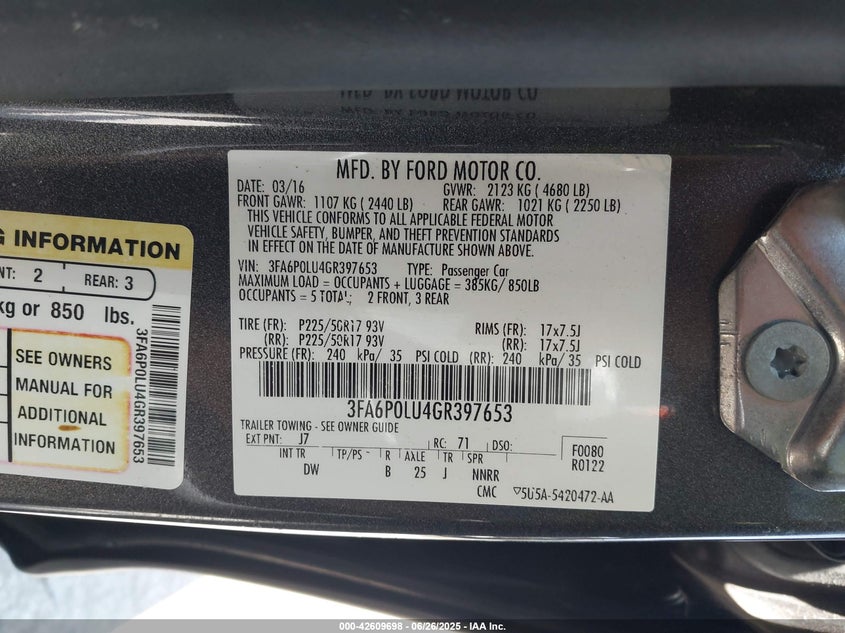 MFD. BY FORD MOTOR CO.
DATE: 03/16 GVWR: 2123 KG ( 4680 LB)
FRONT GAWR: 1107 KG ( 2440 LB) REAR GAWR: 1021 KG ( 2250 LB)
THIS VEHICLE CONFORMS TO ALL APPLICABLE FEDERAL MOTOR
VEHICLE SAFETY, BUMPER, AND THEFT PREVENTION STANDARDS
IN EFFECT ON THE DATE OF MANUFACTURE SHOWN ABOVE.
VIN: 3FA6P0LU4GR397653 TYPE: Passenger Car
MAXIMUM LOAD = OCCUPANTS + LUGGAGE = 385KG/ 850LB
OCCUPANTS = 5 TOTAL; 2 FRONT, 3 REAR
TIRE (FR): P225/50R17 93V RIMS (FR): 17x7.5J
(RR): P225/50R17 93V (RR): 17x7.5J
PRESSURE (FR): 240 kPa/ 35 PSI COLD (RR): 240 kPa/ 35 PSI COLD
3FA6P0LU4GR397653
TRAILER TOWING - SEE OWNER GUIDE
EXT PNT: J7 RC: 71 DSO: F0080
R0122
INT TR TP/PS R AXLE TR SPR
DW B 25 J NNRR
CMC ▽5U5A-5420472-AA
G INFORMATION
NT: 2 REAR: 3
kg or 850 lbs.
SEE OWNERS
MANUAL FOR
ADDITIONAL
INFORMATION
3FA6P0LU4GR397653
000-42609698 - 06/26/2025 - IAA Inc.